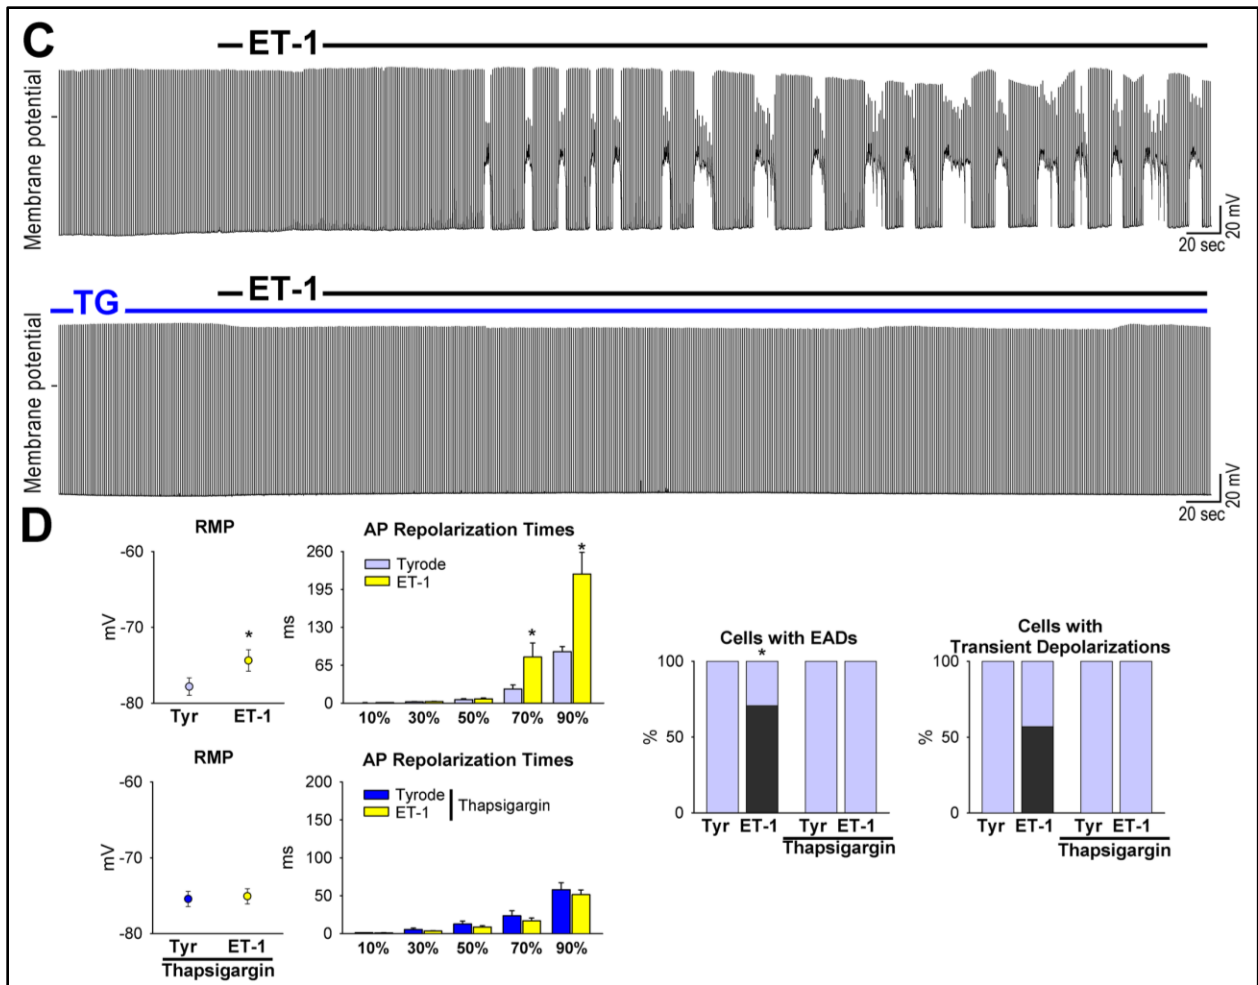 C
ET-1
Membrane potential
20 mV
20 sec
TG
ET-1
Membrane potential
20 mV
20 sec
D
RMP
-60
-70
-80
mV
Tyr ET-1
AP Repolarization Times
260
195
130
65
0
ms
Tyrode
ET-1
*
*
*
10% 30% 50% 70% 90%
Cells with EADs
100
50
0
%
*
Tyr ET-1 Tyr ET-1
Thapsigargin
Cells with
Transient Depolarizations
100
50
0
%
Tyr ET-1 Tyr ET-1
Thapsigargin
RMP
-60
-70
-80
mV
Tyr ET-1
Thapsigargin
AP Repolarization Times
200
150
100
50
0
ms
Tyrode
ET-1
Thapsigargin
10% 30% 50% 70% 90%